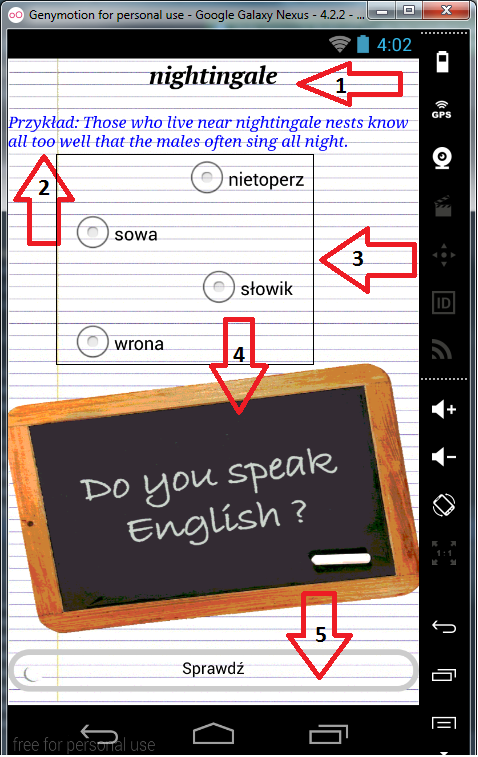 Genymotion for personal use - Google Galaxy Nexus - 4.2.2 - ...
4:02
nightingale
1
Przykład: Those who live near nightingale nests know
all too well that the males often sing all night.
2
nietoperz
sowa
3
słowik
wrona
4
Do you speak
English ?
5
Sprawdź
free for personal use
GPS
ID
1:1